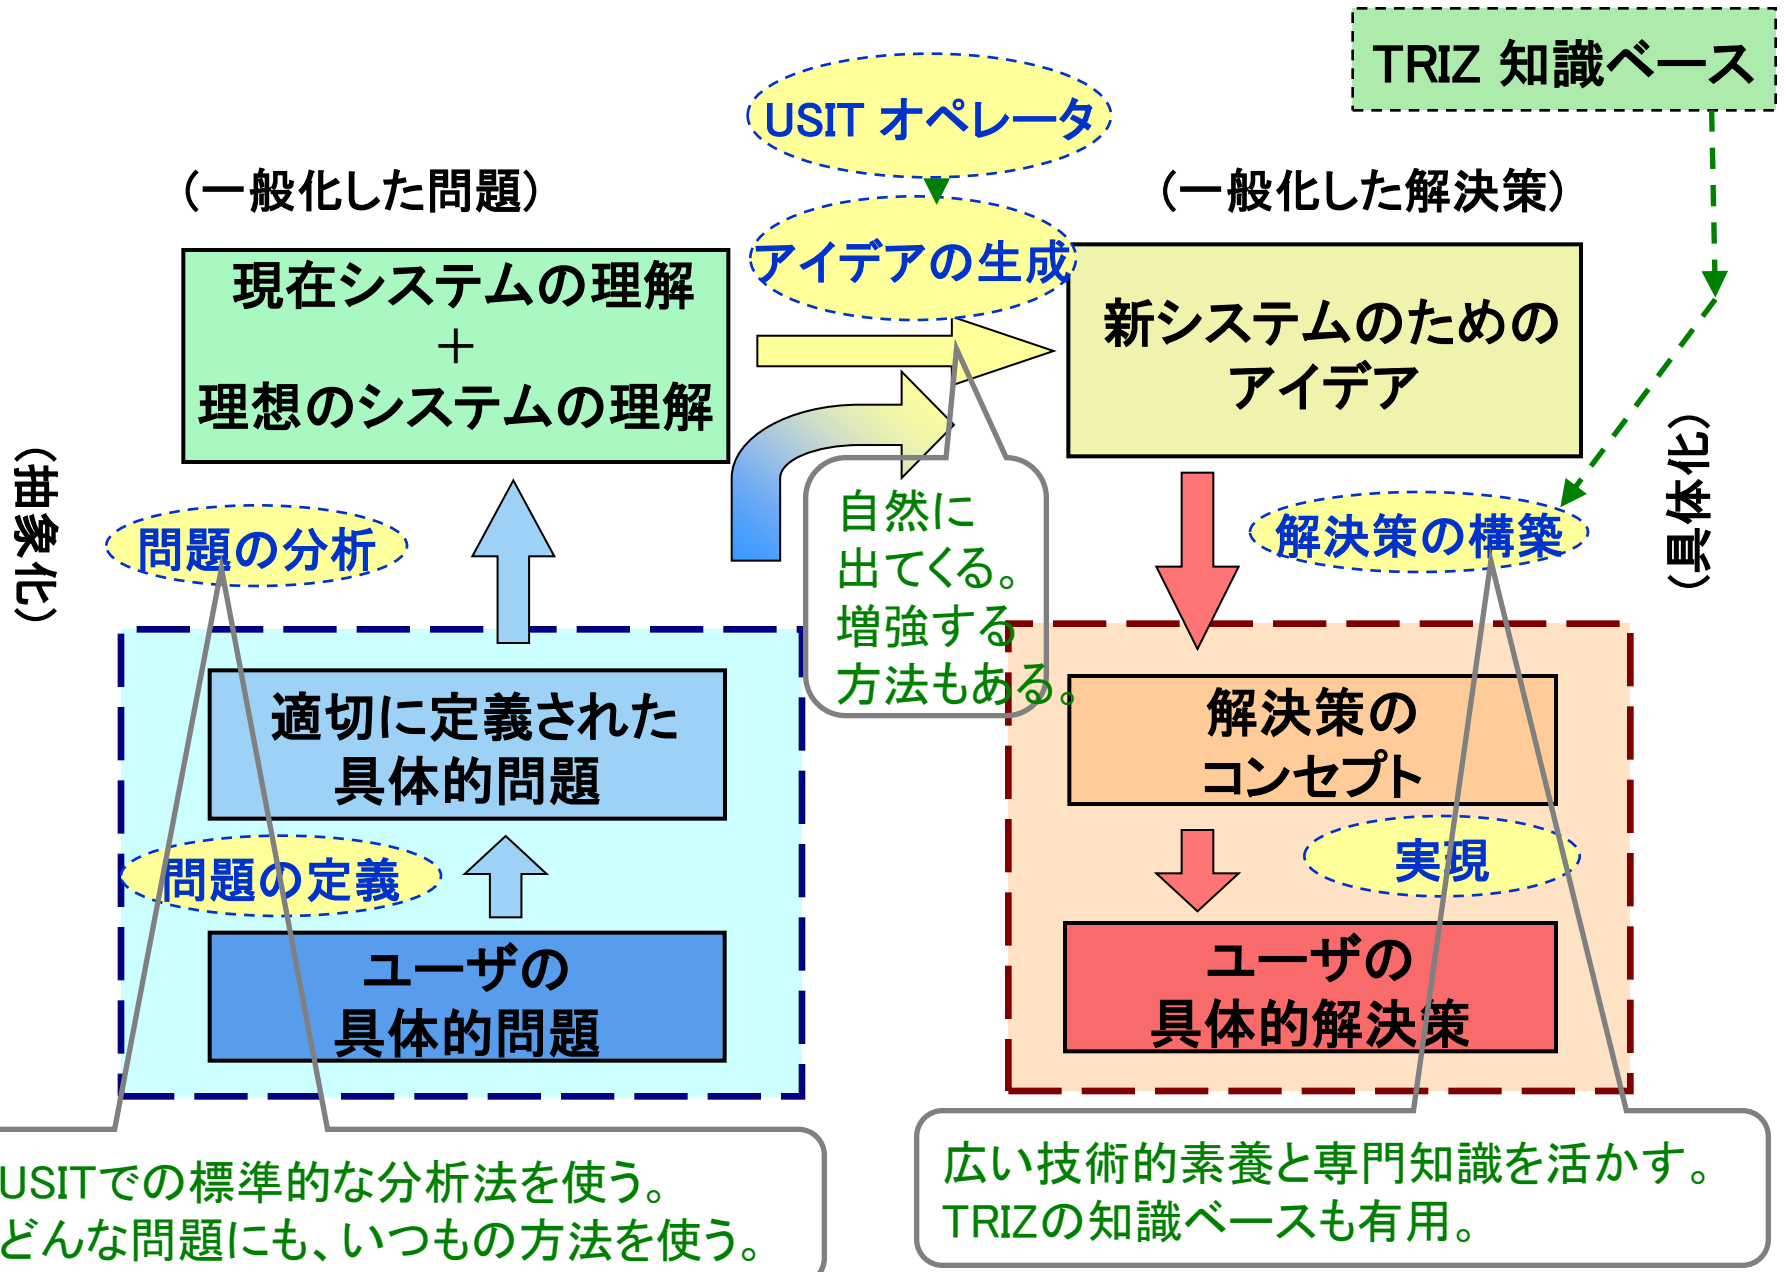 TRIZ 知識ベース
USIT オペレータ
(一般化した問題)
(一般化した解決策)
アイデアの生成
現在システムの理解
＋
理想のシステムの理解
新システムのための
アイデア
(抽象化)
(具体化)
問題の分析
自然に
出てくる。
増強する
方法もある。
解決策の構築
適切に定義された
具体的問題
解決策の
コンセプト
問題の定義
実現
ユーザの
具体的問題
ユーザの
具体的解決策
USITでの標準的な分析法を使う。
どんな問題にも、いつもの方法を使う。
広い技術的素養と専門知識を活かす。
TRIZの知識ベースも有用。